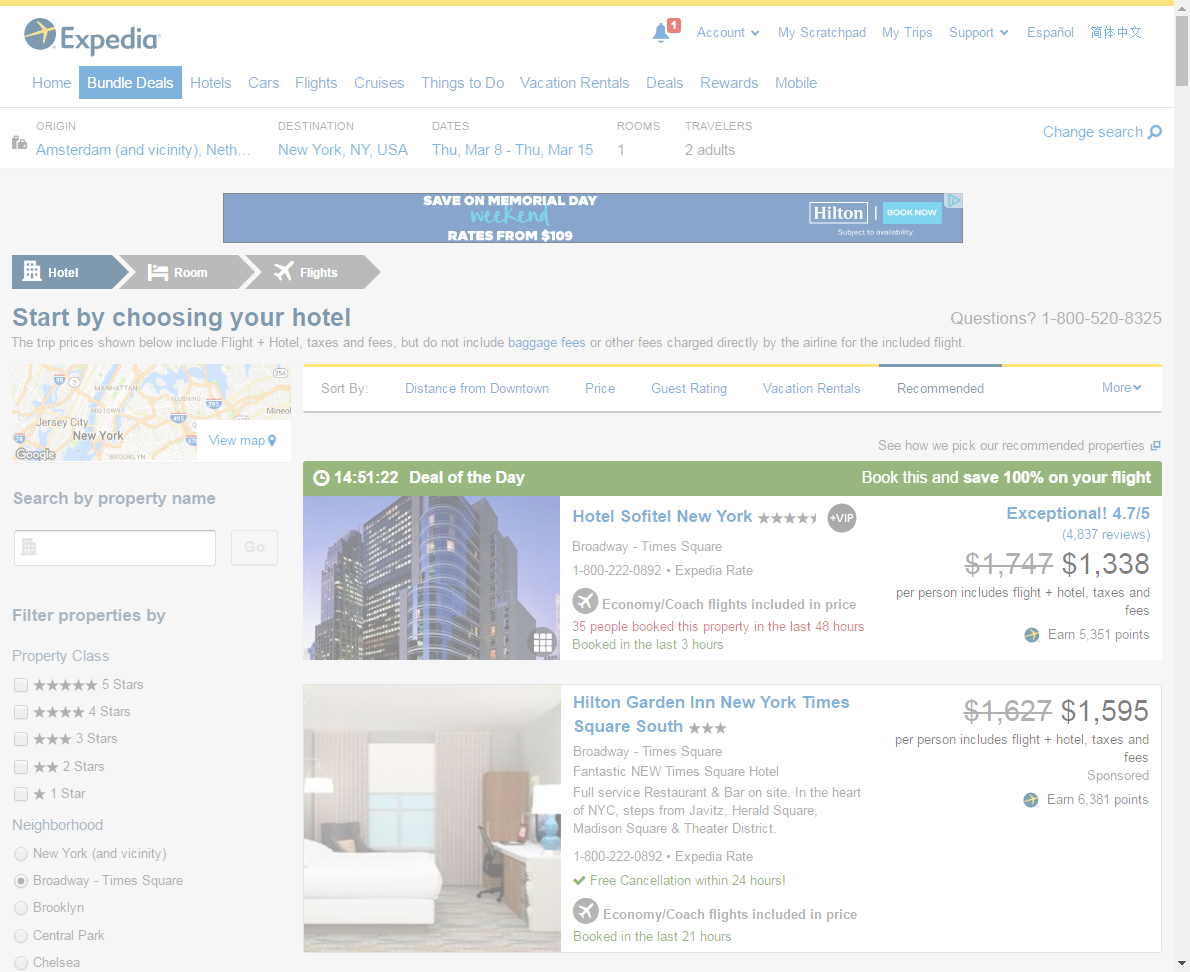 Expedia
1
Account
My Scratchpad
My Trips
Support
Español
简体中文
Home
Bundle Deals
Hotels
Cars
Flights
Cruises
Things to Do
Vacation Rentals
Deals
Rewards
Mobile
ORIGIN
Amsterdam (and vicinity), Neth...
DESTINATION
New York, NY, USA
DATES
Thu, Mar 8 - Thu, Mar 15
ROOMS
1
TRAVELERS
2 adults
Change search
SAVE ON MEMORIAL DAY
weekend
RATES FROM $109
Hilton
BOOK NOW
Subject to availability
Hotel
Room
Flights
Start by choosing your hotel
Questions? 1-800-520-8325
The trip prices shown below include Flight + Hotel, taxes and fees, but do not include baggage fees or other fees charged directly by the airline for the included flight.
MANHATTAN
FLUSHING
MIDTOWN
Jersey City
New York
BROOKLYN
Mineol
25A
95
3
295
495
78
Google
View map
Sort By:
Distance from Downtown
Price
Guest Rating
Vacation Rentals
Recommended
More
See how we pick our recommended properties
Search by property name
Go
Filter properties by
Property Class
5 Stars
4 Stars
3 Stars
2 Stars
1 Star
Neighborhood
New York (and vicinity)
Broadway - Times Square
Brooklyn
Central Park
Chelsea
14:51:22 Deal of the Day
Book this and save 100% on your flight
Hotel Sofitel New York
+VIP
Broadway - Times Square
1-800-222-0892 • Expedia Rate
Economy/Coach flights included in price
35 people booked this property in the last 48 hours
Booked in the last 3 hours
Exceptional! 4.7/5
(4,837 reviews)
$1,747 $1,338
per person includes flight + hotel, taxes and
fees
Earn 5,351 points
Hilton Garden Inn New York Times
Square South
Broadway - Times Square
Fantastic NEW Times Square Hotel
Full service Restaurant & Bar on site. In the heart
of NYC, steps from Javitz, Herald Square,
Madison Square & Theater District.
1-800-222-0892 • Expedia Rate
Free Cancellation within 24 hours!
Economy/Coach flights included in price
Booked in the last 21 hours
$1,627 $1,595
per person includes flight + hotel, taxes and
fees
Sponsored
Earn 6,381 points